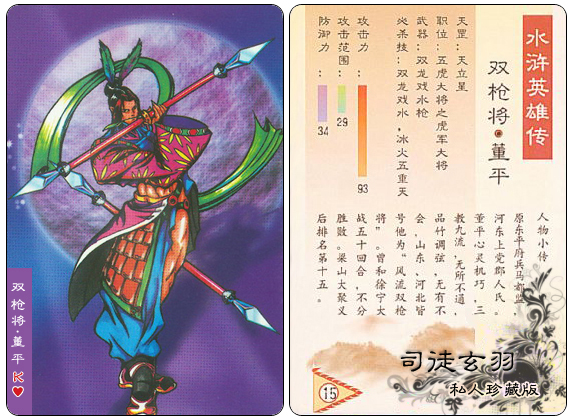 双枪将·董平
K♥
水浒英雄传
双枪将·董平
天罡:天立星
职位:五虎大将之虎军大将
武器:双龙戏水枪
必杀技:双龙戏水,冰火五重天
攻击力: 93
攻击范围: 29
防御力: 34
人物小传
原东平府兵马都监,
河东上党郡人氏。
董平心灵机巧,三
教九流,无所不通,
品竹调弦,无有不
会,山东、河北皆
号他为“风流双枪
将”。曾和徐宁大
战五十回合,不分
胜败。梁山大聚义
后排名第十五。
15
司徒玄羽
私人珍藏版